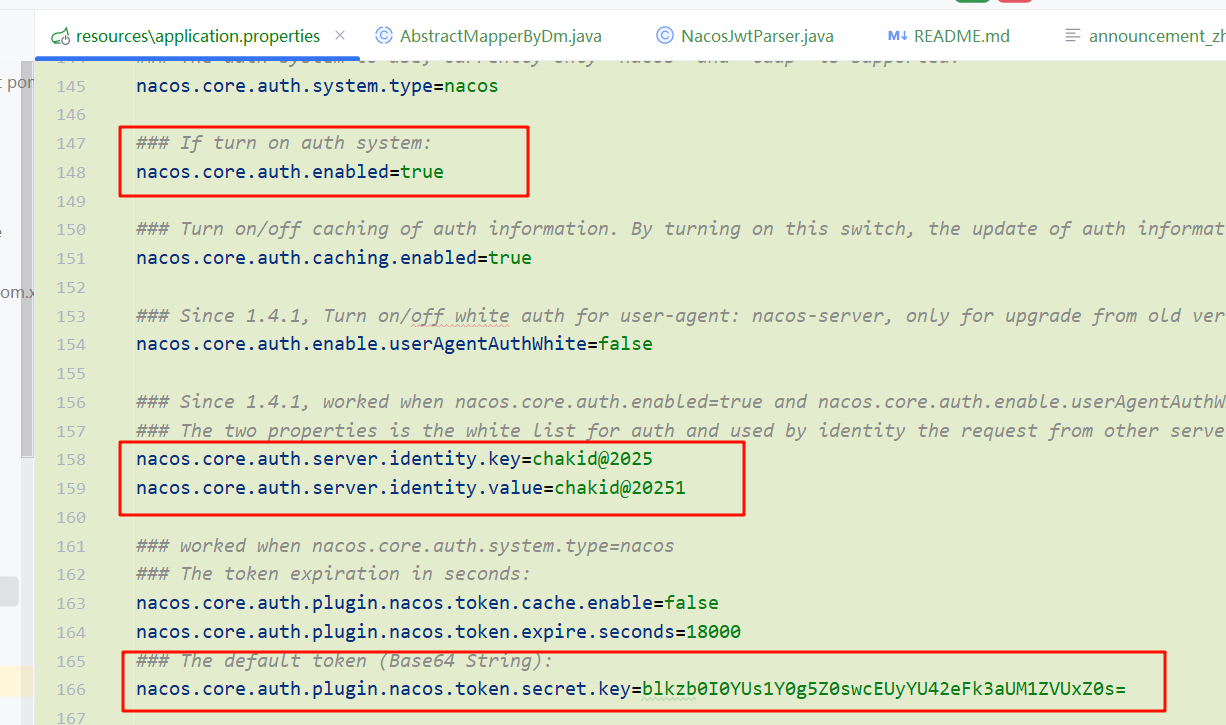 resources\application.properties
AbstractMapperByDm.java
NacosJwtParser.java
M↓ README.md
announcement_zh
145 nacos.core.auth.system.type=nacos
146
147 ### If turn on auth system:
148 nacos.core.auth.enabled=true
149
150 ### Turn on/off caching of auth information. By turning on this switch, the update of auth informat
151 nacos.core.auth.caching.enabled=true
152
153 ### Since 1.4.1, Turn on/off white auth for user-agent: nacos-server, only for upgrade from old ver
154 nacos.core.auth.enable.userAgentAuthWhite=false
155
156 ### Since 1.4.1, worked when nacos.core.auth.enabled=true and nacos.core.auth.enable.userAgentAuthW
157 ### The two properties is the white list for auth and used by identity the request from other serve
158 nacos.core.auth.server.identity.key=chakid@2025
159 nacos.core.auth.server.identity.value=chakid@20251
160
161 ### worked when nacos.core.auth.system.type=nacos
162 ### The token expiration in seconds:
163 nacos.core.auth.plugin.nacos.token.cache.enable=false
164 nacos.core.auth.plugin.nacos.token.expire.seconds=18000
165 ### The default token (Base64 String):
166 nacos.core.auth.plugin.nacos.token.secret.key=blkzb0I0YUs1Y0g5Z0swcEUyYU42eFk3aUM1ZVUxZ0s=
167